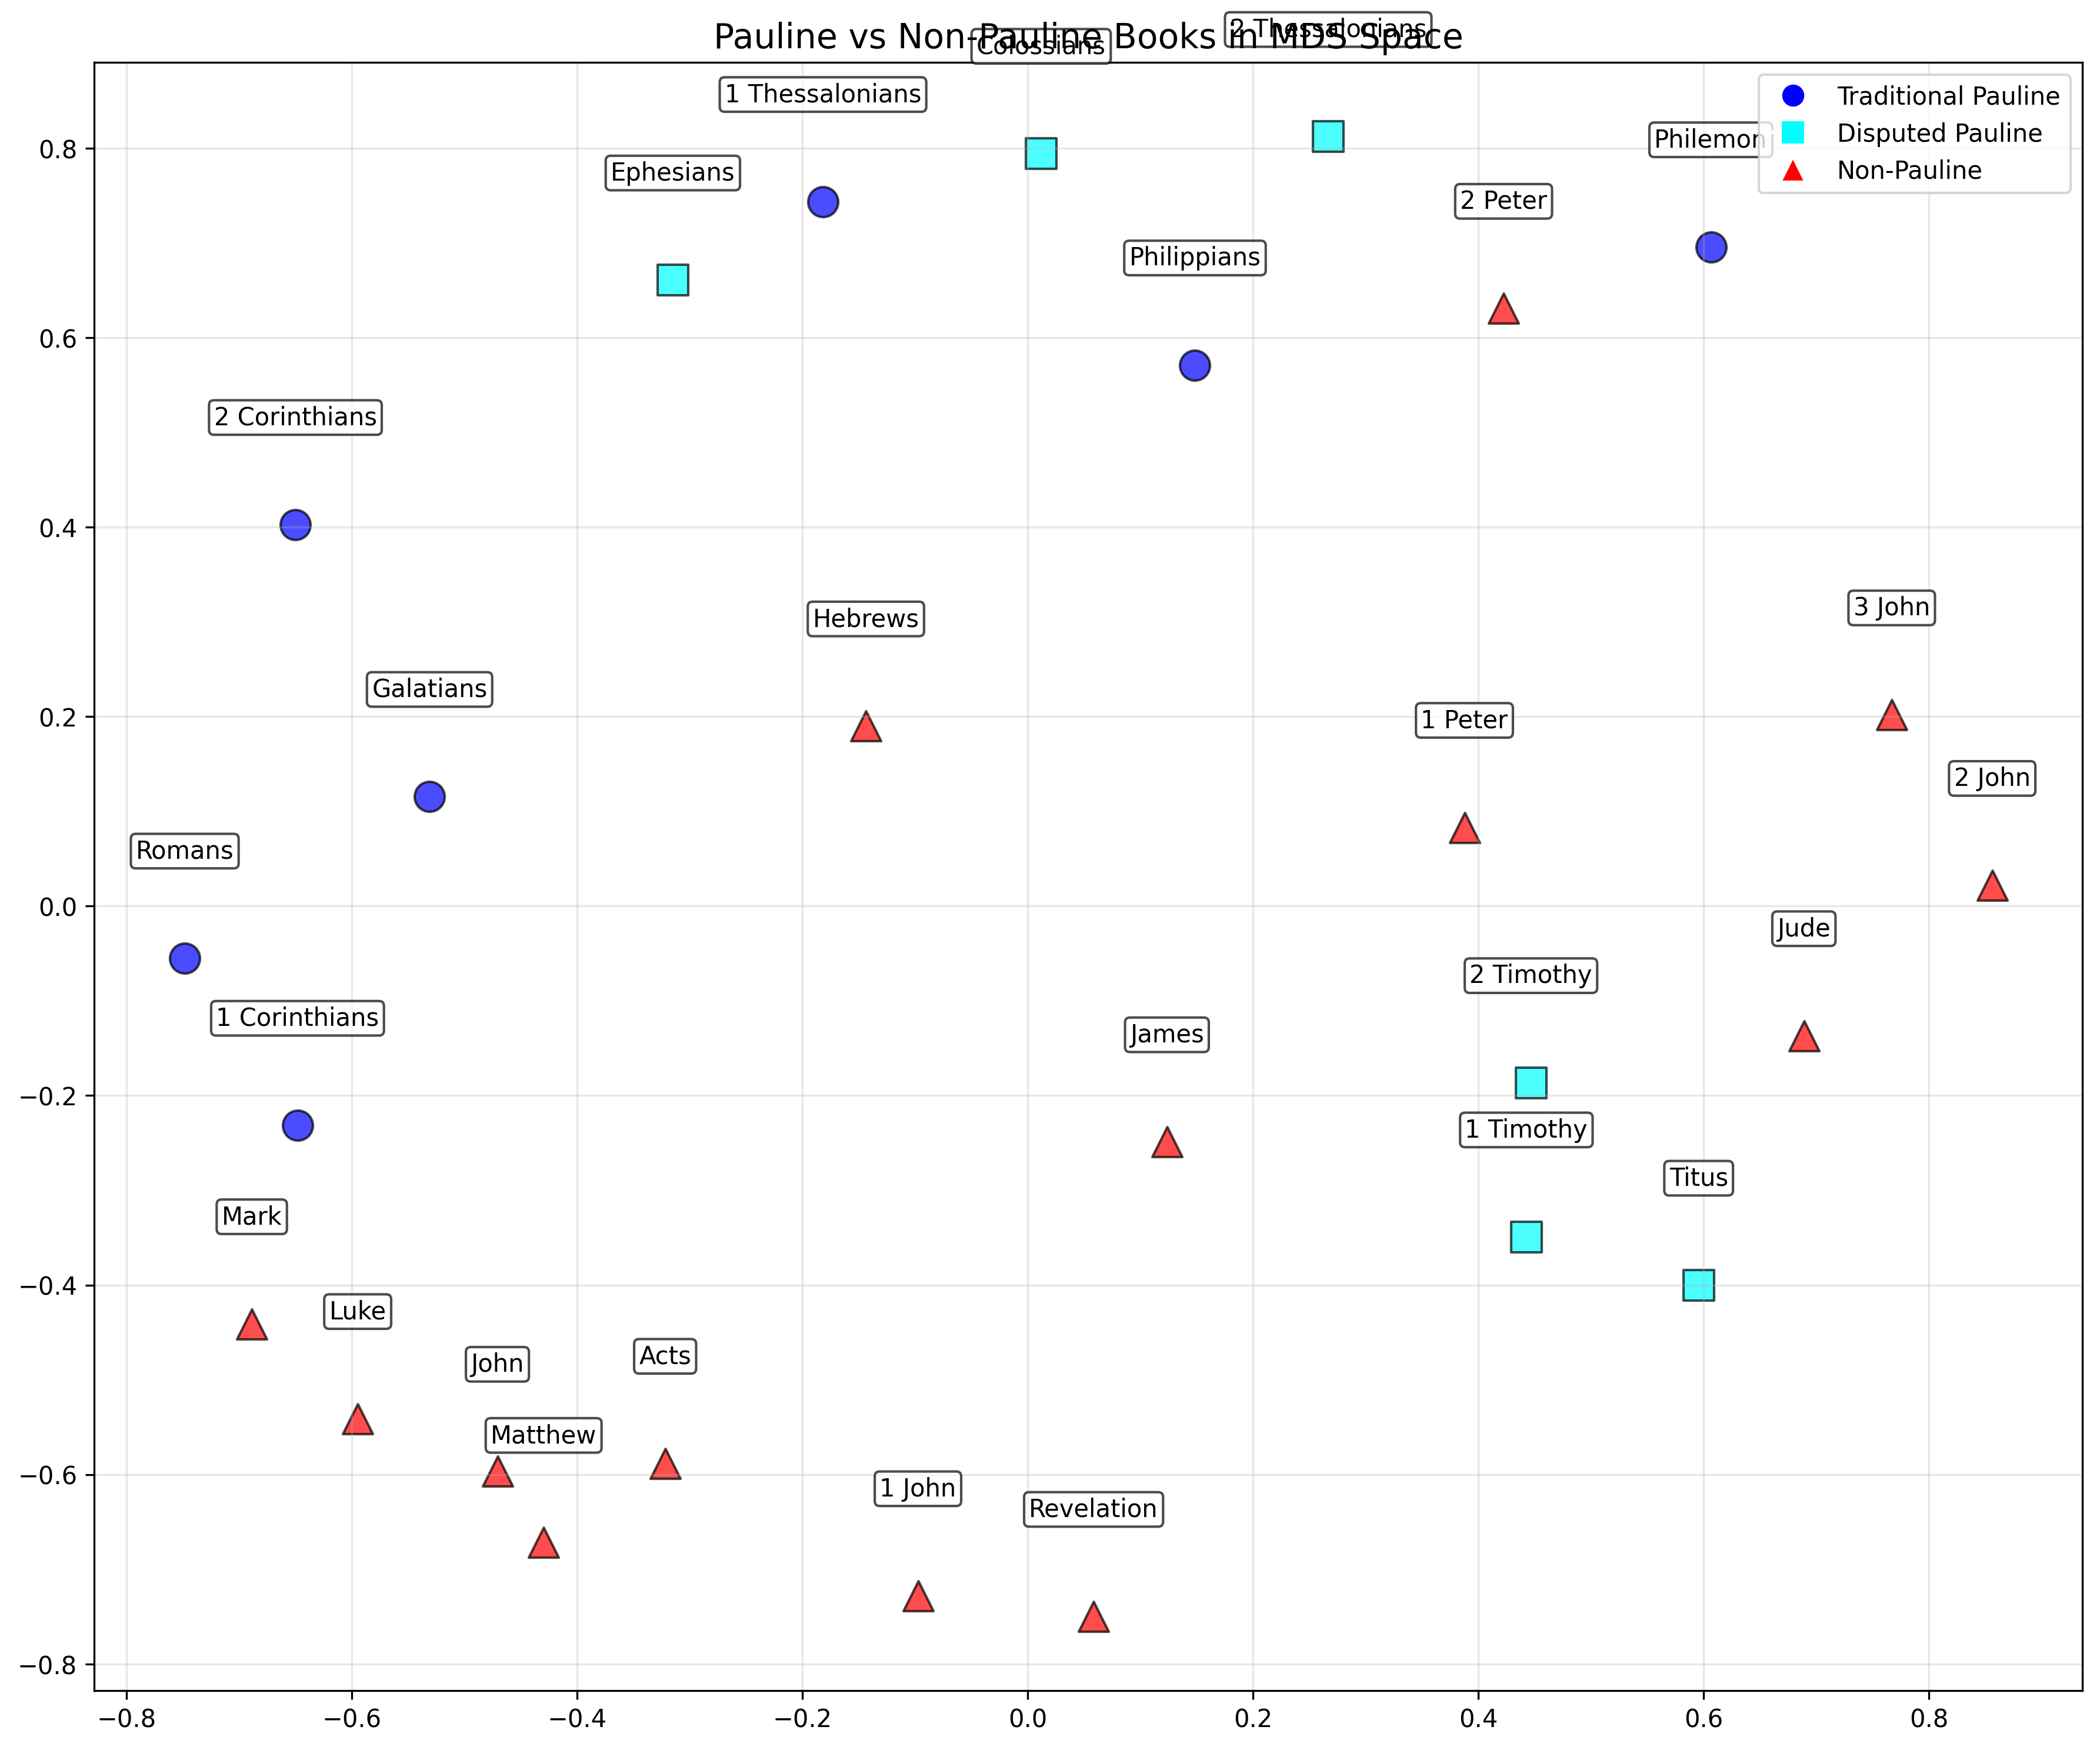 Pauline vs Non-Pauline Books in MDS Space
2 Thessalonians
Colossians
1 Thessalonians
Traditional Pauline
Disputed Pauline
Non-Pauline
Philemon
Ephesians
2 Peter
Philippians
2 Corinthians
3 John
Hebrews
Galatians
1 Peter
2 John
Romans
Jude
2 Timothy
1 Corinthians
James
1 Timothy
Titus
Mark
Luke
Acts
John
Matthew
1 John
Revelation
0.8
0.6
0.4
0.2
0.0
−0.2
−0.4
−0.6
−0.8
−0.8 −0.6 −0.4 −0.2 0.0 0.2 0.4 0.6 0.8